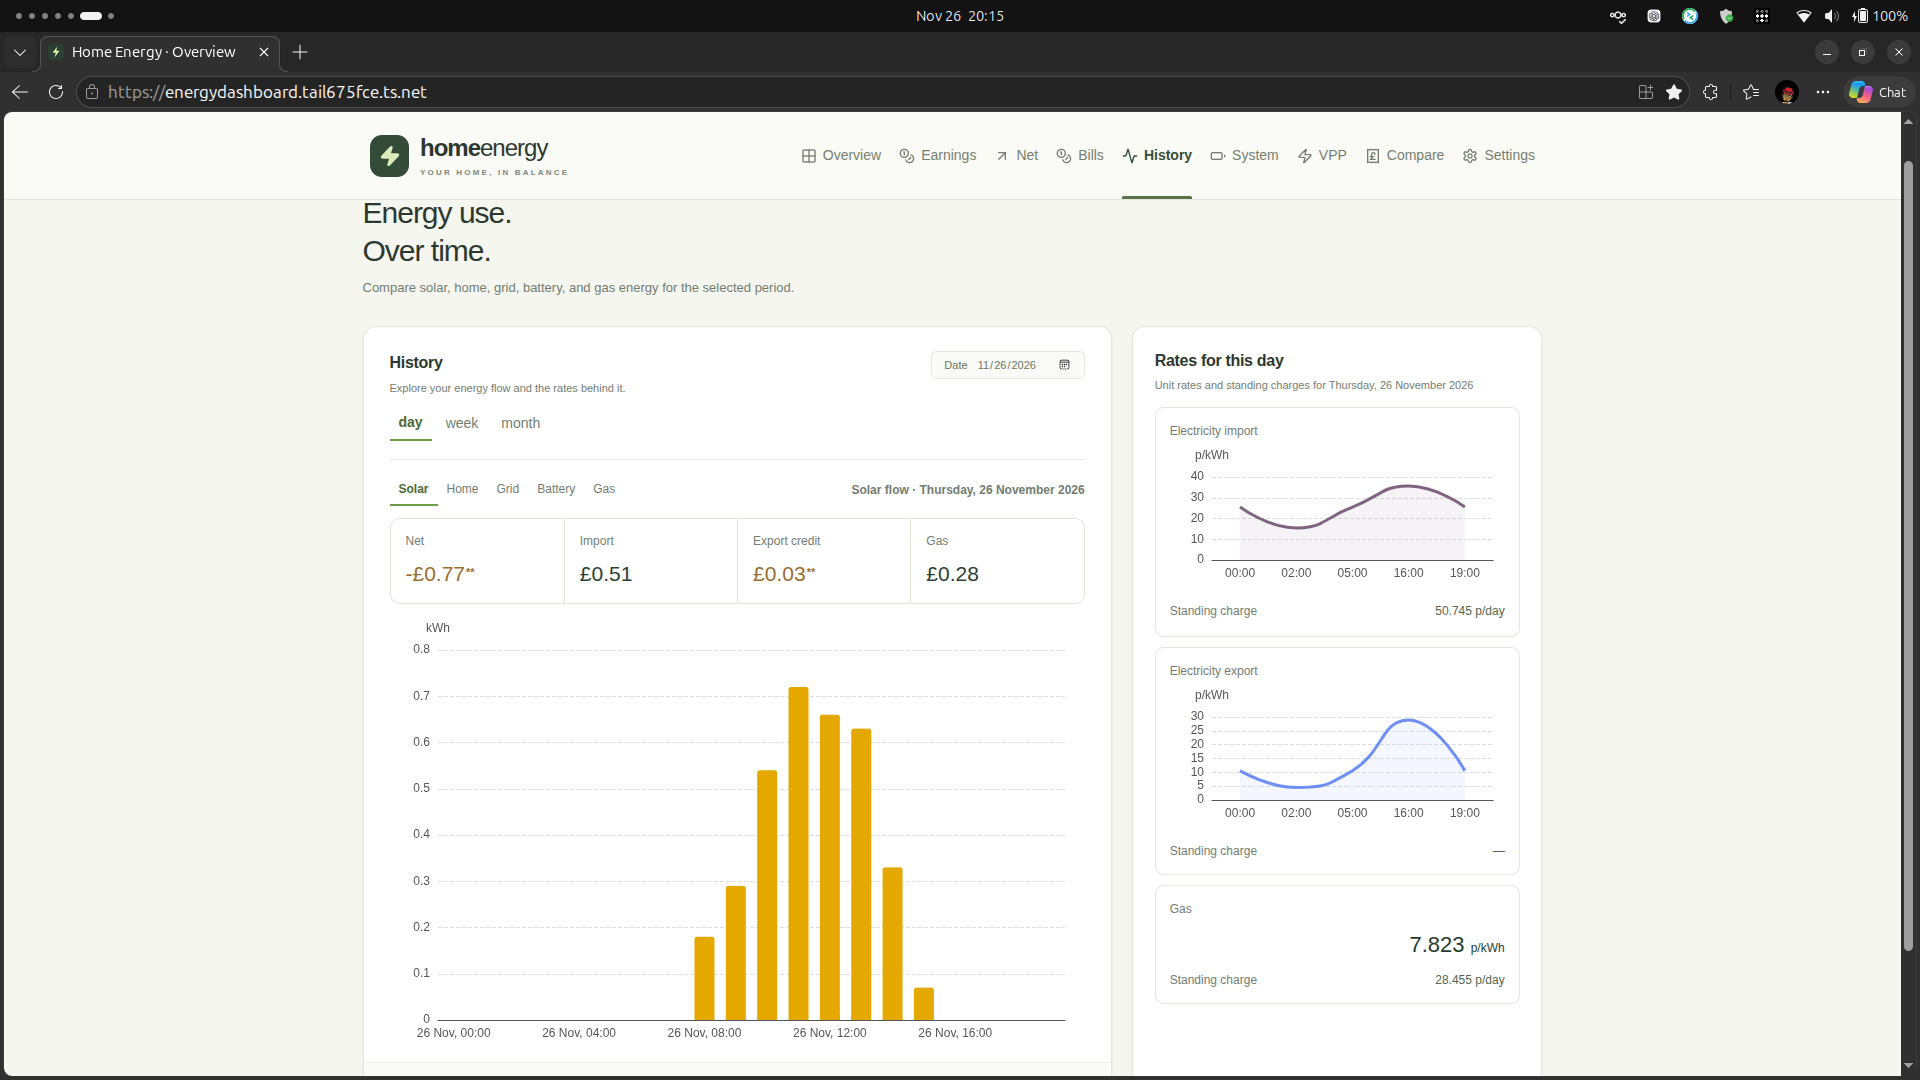 Nov 26 20:15
100%
Home Energy · Overview
https://energydashboard.tail675fce.ts.net
Chat
homeenergy
YOUR HOME, IN BALANCE
Overview
Earnings
Net
Bills
History
System
VPP
Compare
Settings
Energy use.
Over time.
Compare solar, home, grid, battery, and gas energy for the selected period.
History
Date 11/26/2026
Explore your energy flow and the rates behind it.
day week month
Solar Home Grid Battery Gas
Solar flow · Thursday, 26 November 2026
Net
-£0.77**
Import
£0.51
Export credit
£0.03**
Gas
£0.28
kWh
0.8
0.7
0.6
0.5
0.4
0.3
0.2
0.1
0
26 Nov, 00:00 26 Nov, 04:00 26 Nov, 08:00 26 Nov, 12:00 26 Nov, 16:00
Rates for this day
Unit rates and standing charges for Thursday, 26 November 2026
Electricity import
p/kWh
40
30
20
10
0
00:00 02:00 05:00 16:00 19:00
Standing charge 50.745 p/day
Electricity export
p/kWh
30
25
20
15
10
5
0
00:00 02:00 05:00 16:00 19:00
Standing charge —
Gas
7.823 p/kWh
Standing charge 28.455 p/day